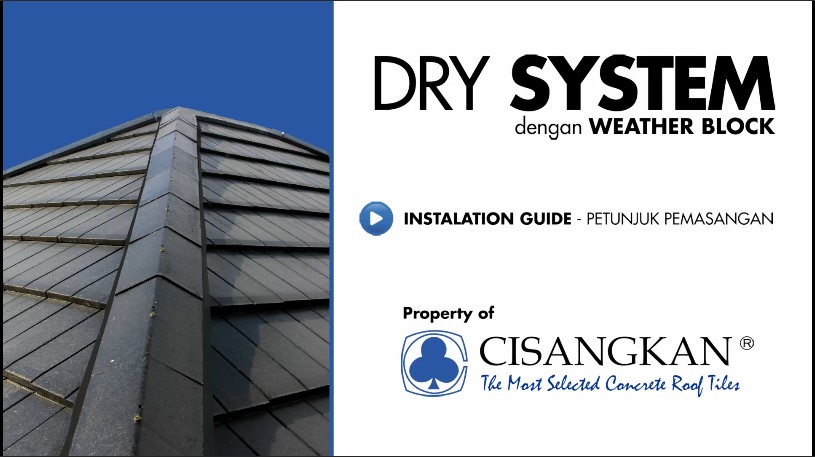 DRY SYSTEM
dengan WEATHER BLOCK
INSTALATION GUIDE - PETUNJUK PEMASANGAN
Property of
CISANGKAN ®
The Most Selected Concrete Roof Tiles